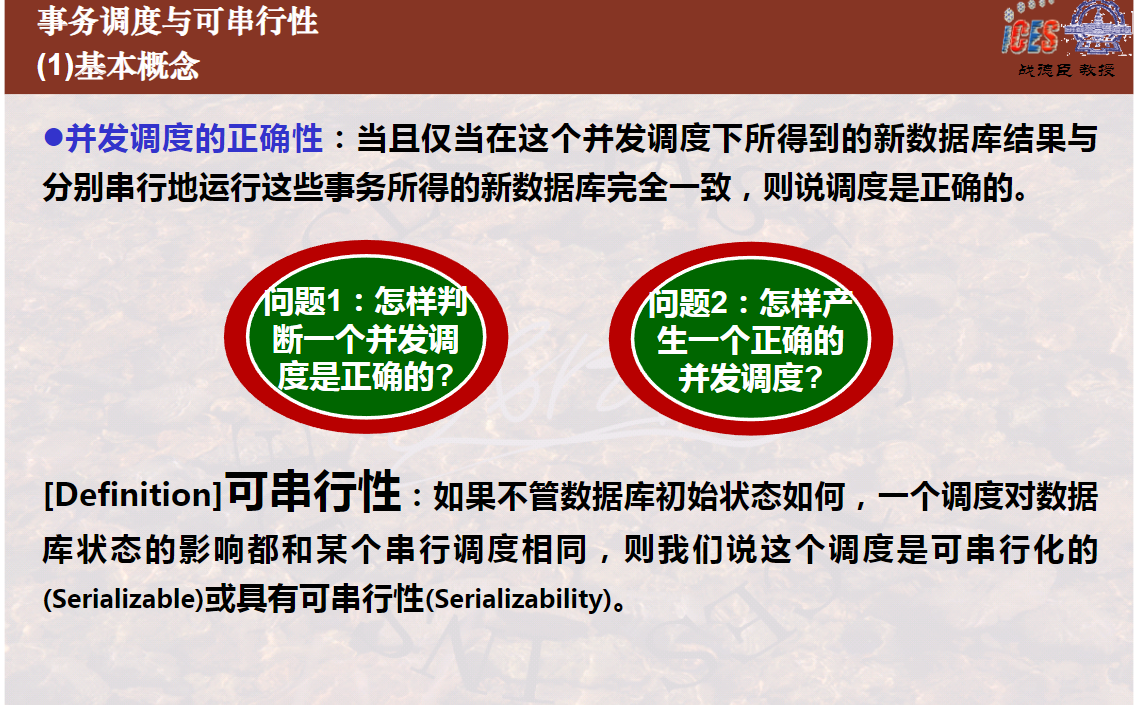 事务调度与可串行性
(1)基本概念
iCES
战德臣 教授
●并发调度的正确性：当且仅当在这个并发调度下所得到的新数据库结果与
分别串行地运行这些事务所得的新数据库完全一致，则说调度是正确的。
问题1：怎样判
断一个并发调
度是正确的?
问题2：怎样产
生一个正确的
并发调度?
[Definition]可串行性：如果不管数据库初始状态如何，一个调度对数据
库状态的影响都和某个串行调度相同，则我们说这个调度是可串行化的
(Serializable)或具有可串行性(Serializability)。